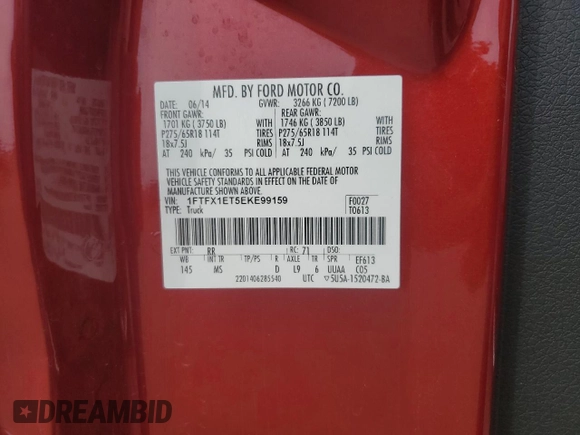 MFD. BY FORD MOTOR CO.
DATE: 06/14 GVWR: 3266 KG ( 7200 LB)
FRONT GAWR: REAR GAWR:
1701 KG ( 3750 LB) WITH 1746 KG ( 3850 LB) WITH
P275/65R18 114T TIRES P275/65R18 114T TIRES
18x7.5J RIMS 18x7.5J RIMS
AT 240 kPa/ 35 PSI COLD AT 240 kPa/ 35 PSI COLD
THIS VEHICLE CONFORMS TO ALL APPLICABLE FEDERAL MOTOR
VEHICLE SAFETY STANDARDS IN EFFECT ON THE DATE OF
MANUFACTURE SHOWN ABOVE.
VIN: 1FTFX1ET5EKE99159 F0027
TYPE: Truck T0613
EXT PNT: RR RC: 71 DSO:
WB INT TR TP/PS R AXLE TR SPR EF613
145 MS D L9 6 UUAA C05
2201406285540 UTC 5U5A-1520472-BA
DREAMBID